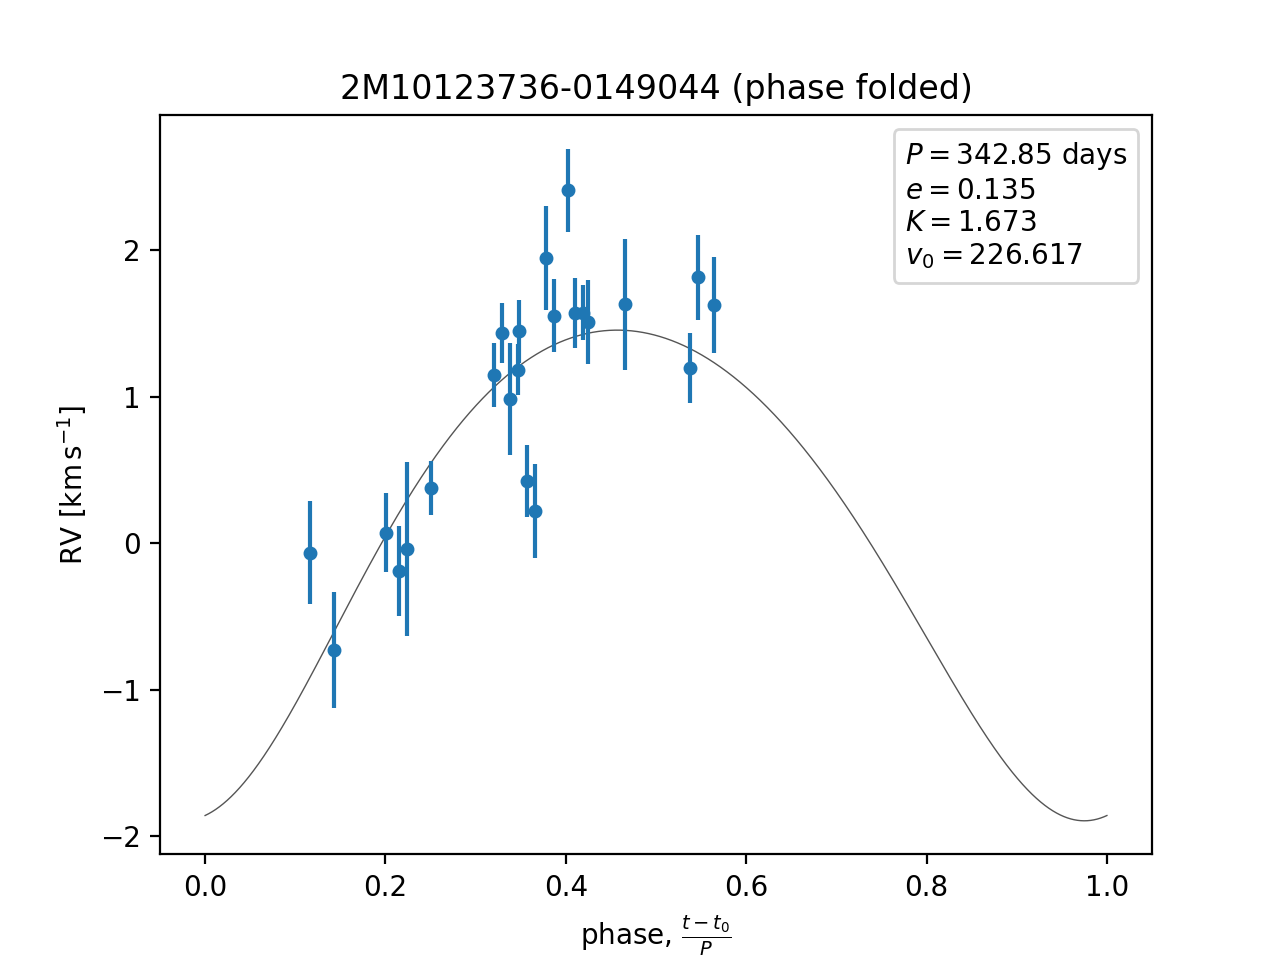 2M10123736-0149044 (phase folded)
P = 342.85 days
e = 0.135
K = 1.673
v₀ = 226.617
RV [km s⁻¹]
2
1
0
−1
−2
0.0 0.2 0.4 0.6 0.8 1.0
phase, (t − t₀)/P